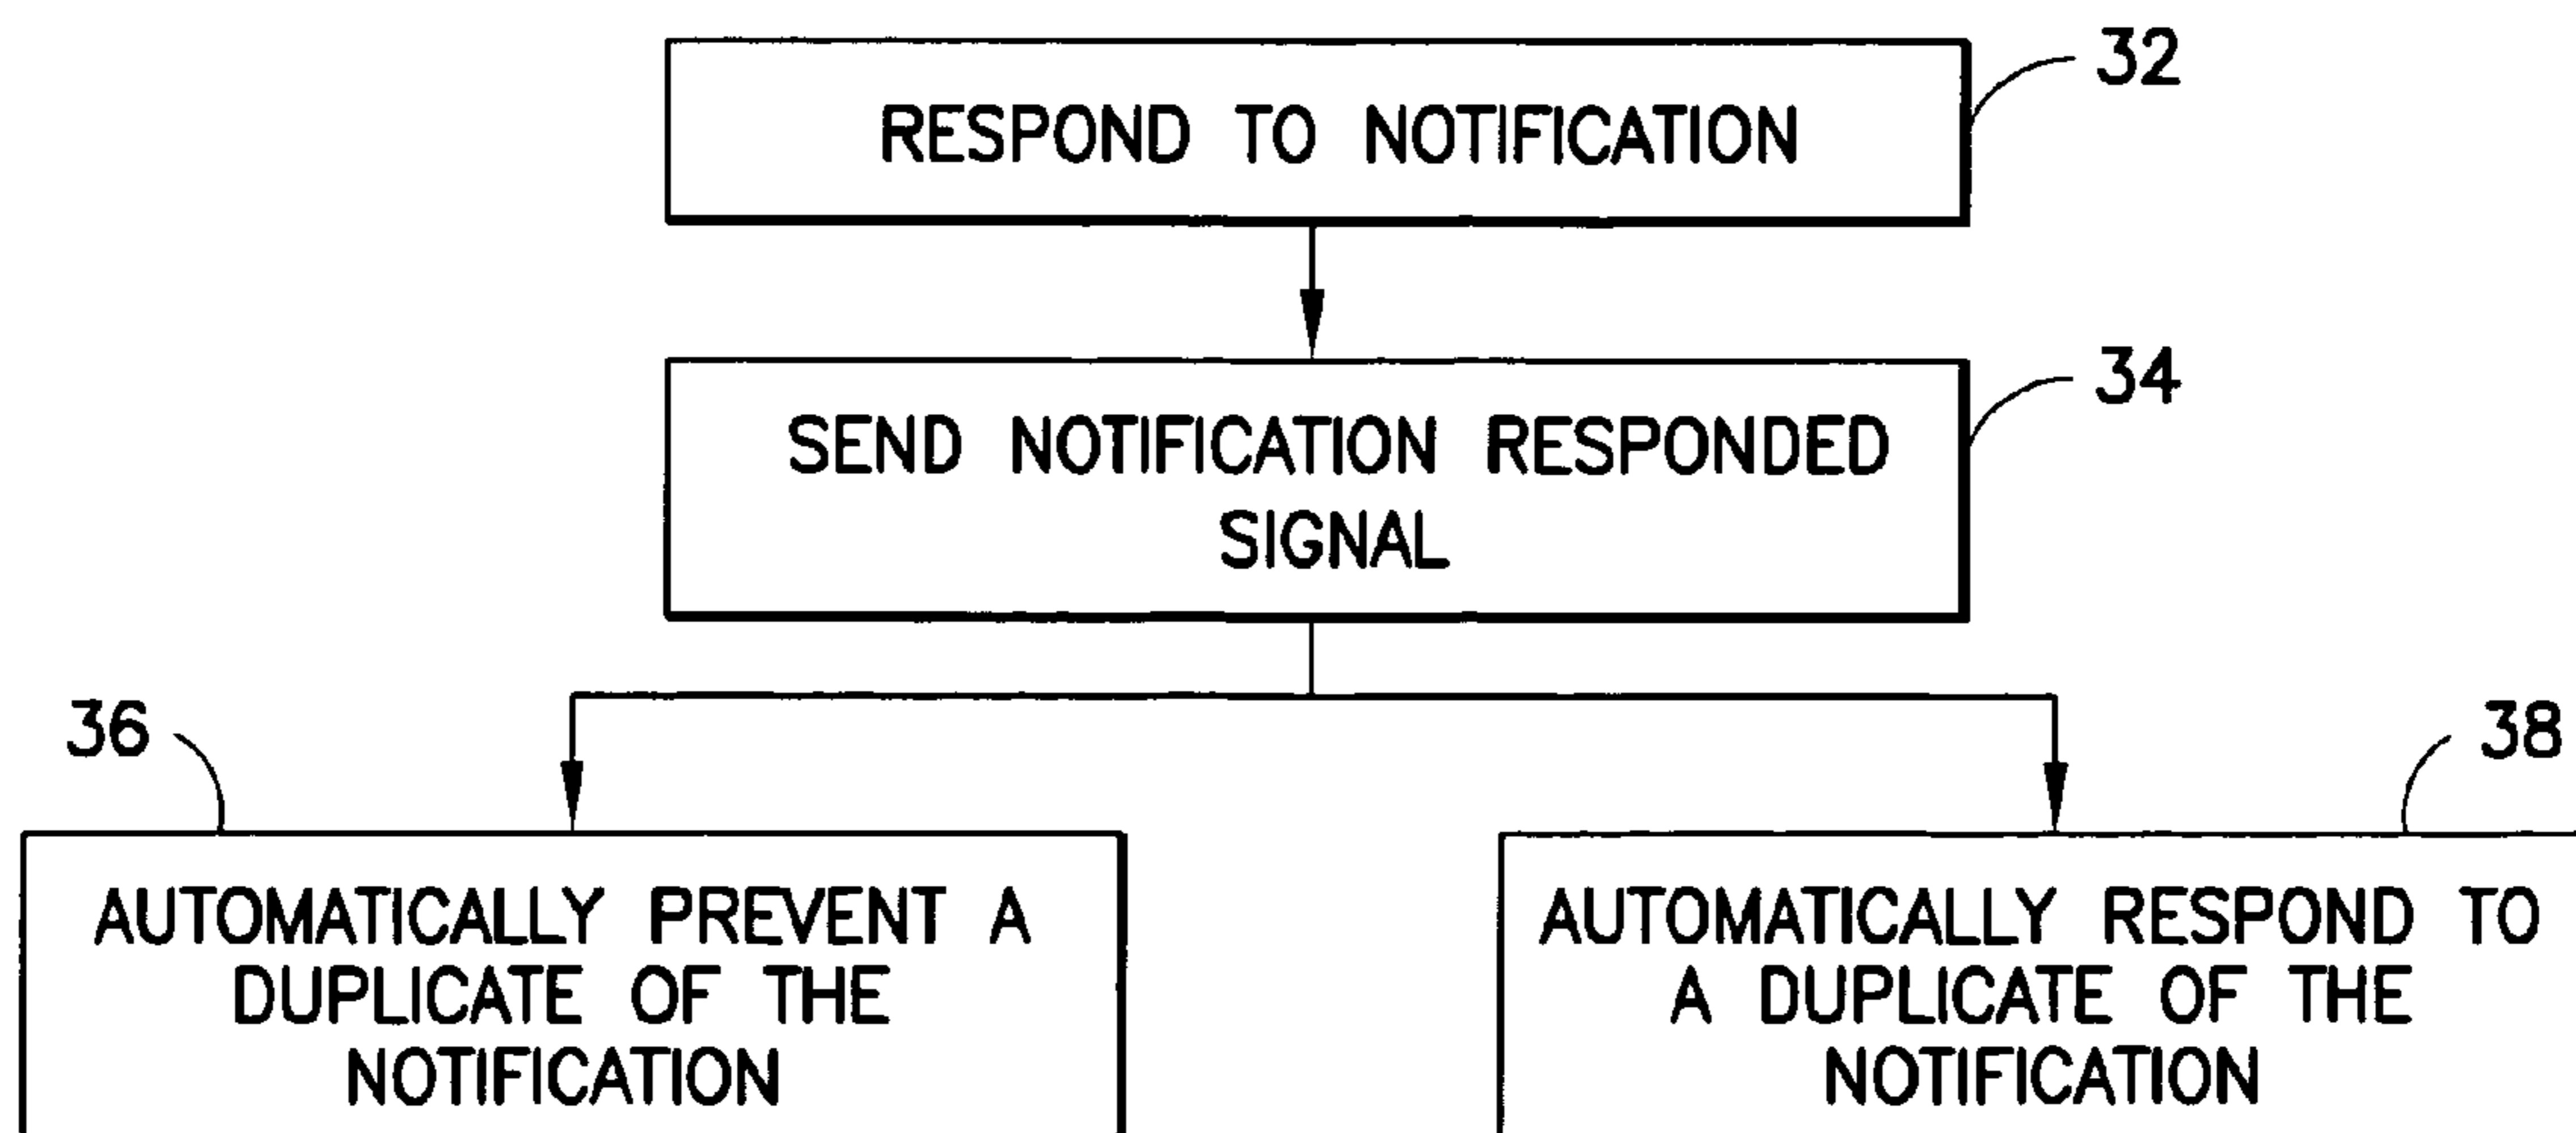 32
RESPOND TO NOTIFICATION
34
SEND NOTIFICATION RESPONDED
SIGNAL
36
38
AUTOMATICALLY PREVENT A
DUPLICATE OF THE
NOTIFICATION
AUTOMATICALLY RESPOND TO
A DUPLICATE OF THE
NOTIFICATION